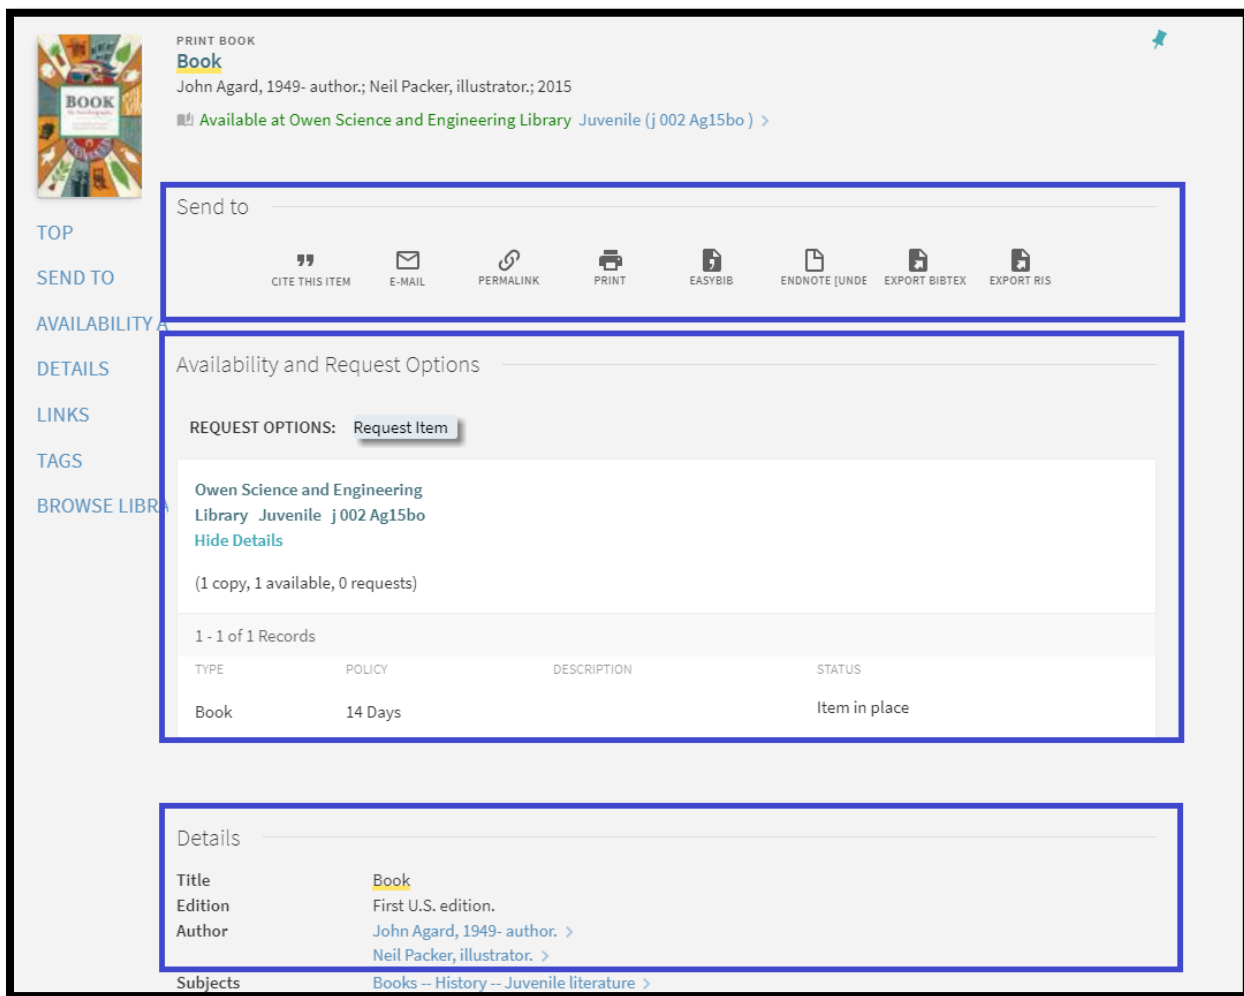 PRINT BOOK
Book
John Agard, 1949- author.; Neil Packer, illustrator.; 2015
Available at Owen Science and Engineering Library Juvenile (j 002 Ag15bo ) >
BOOK
TOP
SEND TO
AVAILABILITY A
DETAILS
LINKS
TAGS
BROWSE LIBRA
Send to
CITE THIS ITEM
E-MAIL
PERMALINK
PRINT
EASYBIB
ENDNOTE [UNDE
EXPORT BIBTEX
EXPORT RIS
Availability and Request Options
REQUEST OPTIONS: Request Item
Owen Science and Engineering
Library Juvenile j 002 Ag15bo
Hide Details
(1 copy, 1 available, 0 requests)
1 - 1 of 1 Records
TYPE POLICY DESCRIPTION STATUS
Book 14 Days Item in place
Details
Title Book
Edition First U.S. edition.
Author John Agard, 1949- author. >
Neil Packer, illustrator. >
Subjects Books -- History -- Juvenile literature >